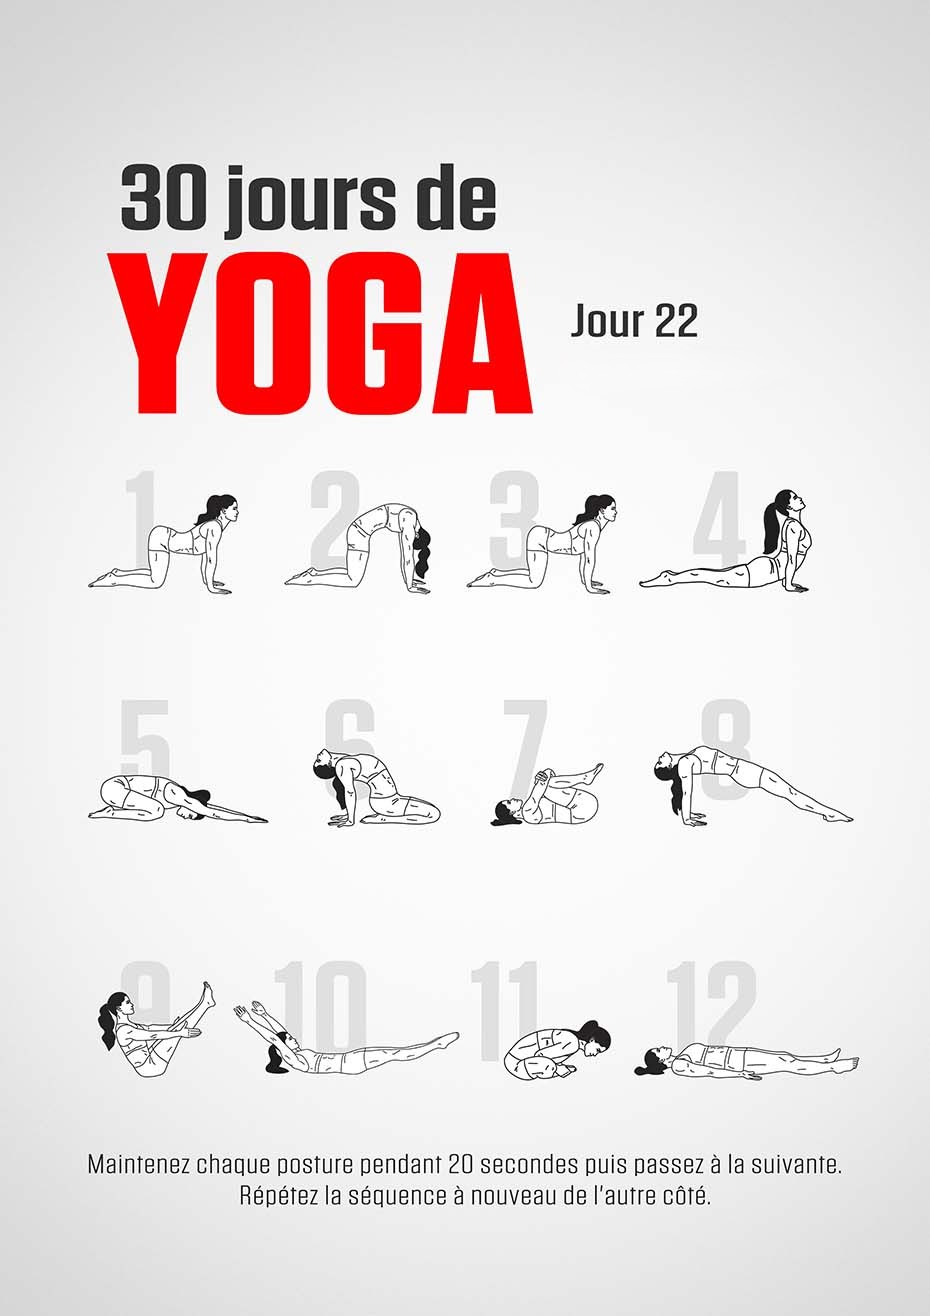 30 jours de
YOGA
Jour 22
1 2 3 4
5 6 7 8
9 10 11 12
Maintenez chaque posture pendant 20 secondes puis passez à la suivante.
Répétez la séquence à nouveau de l'autre côté.